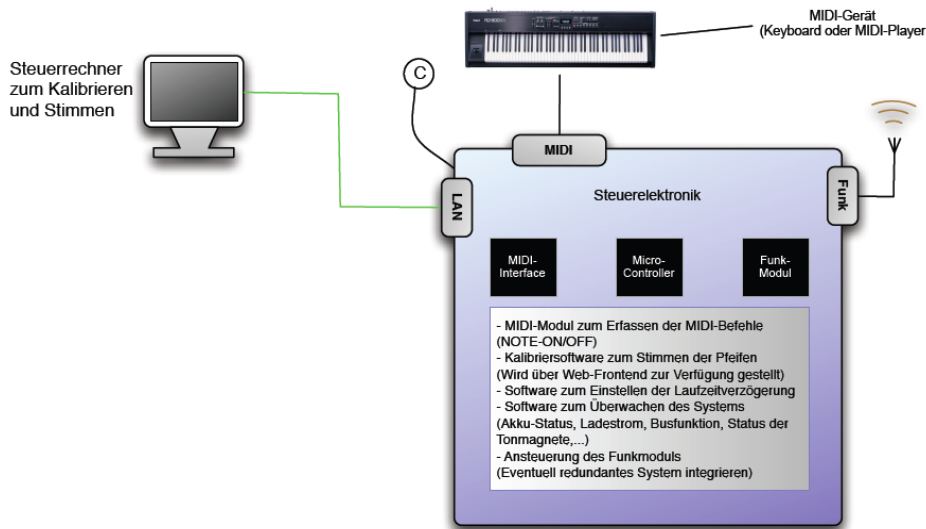 MIDI-Gerät
(Keyboard oder MIDI-Player
Steuerrechner
zum Kalibrieren
und Stimmen
C
MIDI
LAN
Steuerelektronik
Funk
MIDI-
Interface
Micro-
Controller
Funk-
Modul
- MIDI-Modul zum Erfassen der MIDI-Befehle
(NOTE-ON/OFF)
- Kalibriersoftware zum Stimmen der Pfeifen
(Wird über Web-Frontend zur Verfügung gestellt)
- Software zum Einstellen der Laufzeitverzögerung
- Software zum Überwachen des Systems
(Akku-Status, Ladestrom, Busfunktion, Status der
Tonmagnete,...)
- Ansteuerung des Funkmoduls
(Eventuell redundantes System integrieren)